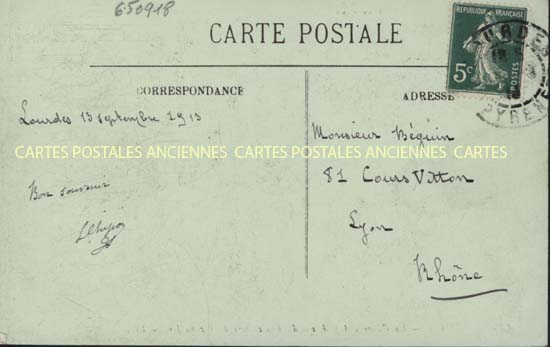 650918
CARTE POSTALE
RÉPUBLIQUE FRANÇAISE
5c
POSTES
CORRESPONDANCE
ADRESSE
Lourdes 13 septembre 1913
Monsieur Béguin
CARTES POSTALES ANCIENNES CARTES POSTALES ANCIENNES CARTES
81 Cours Vitton
Bon souvenir
Lyon
Rhône